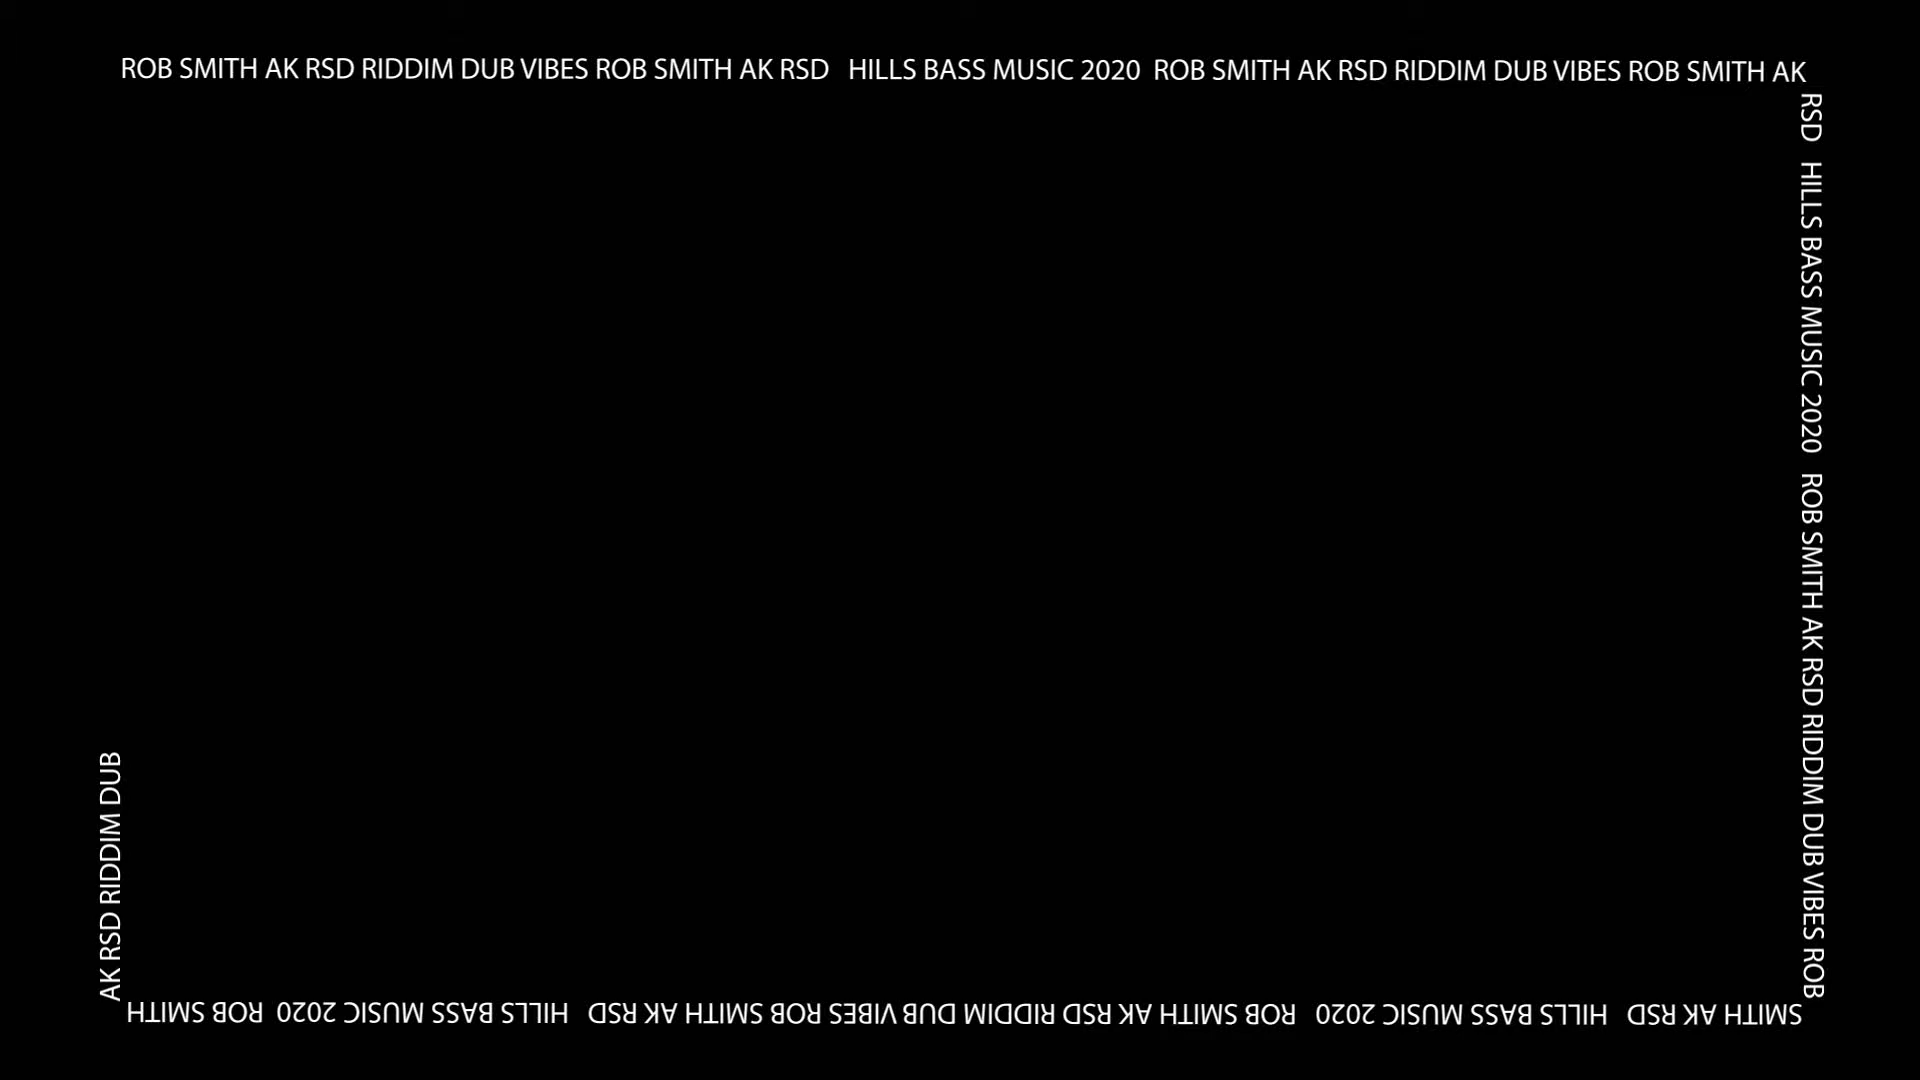 ROB SMITH AK RSD RIDDIM DUB VIBES ROB SMITH AK RSD HILLS BASS MUSIC 2020 ROB SMITH AK RSD RIDDIM DUB VIBES ROB SMITH AK
RSD HILLS BASS MUSIC 2020 ROB SMITH AK RSD RIDDIM DUB VIBES ROB
SMITH AK RSD HILLS BASS MUSIC 2020 ROB SMITH AK RSD RIDDIM DUB VIBES ROB SMITH AK RSD HILLS BASS MUSIC 2020 ROB SMITH
AK RSD RIDDIM DUB